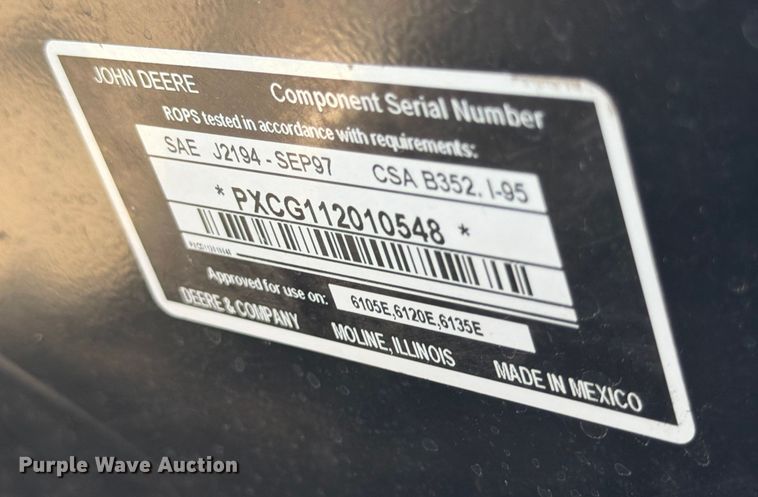 JOHN DEERE
Component Serial Number
ROPS tested in accordance with requirements:
SAE J2194 - SEP97 CSA B352. I-95
* PXCG112010548 *
Approved for use on: 6105E,6120E,6135E
DEERE & COMPANY MOLINE, ILLINOIS MADE IN MEXICO
Purple Wave Auction